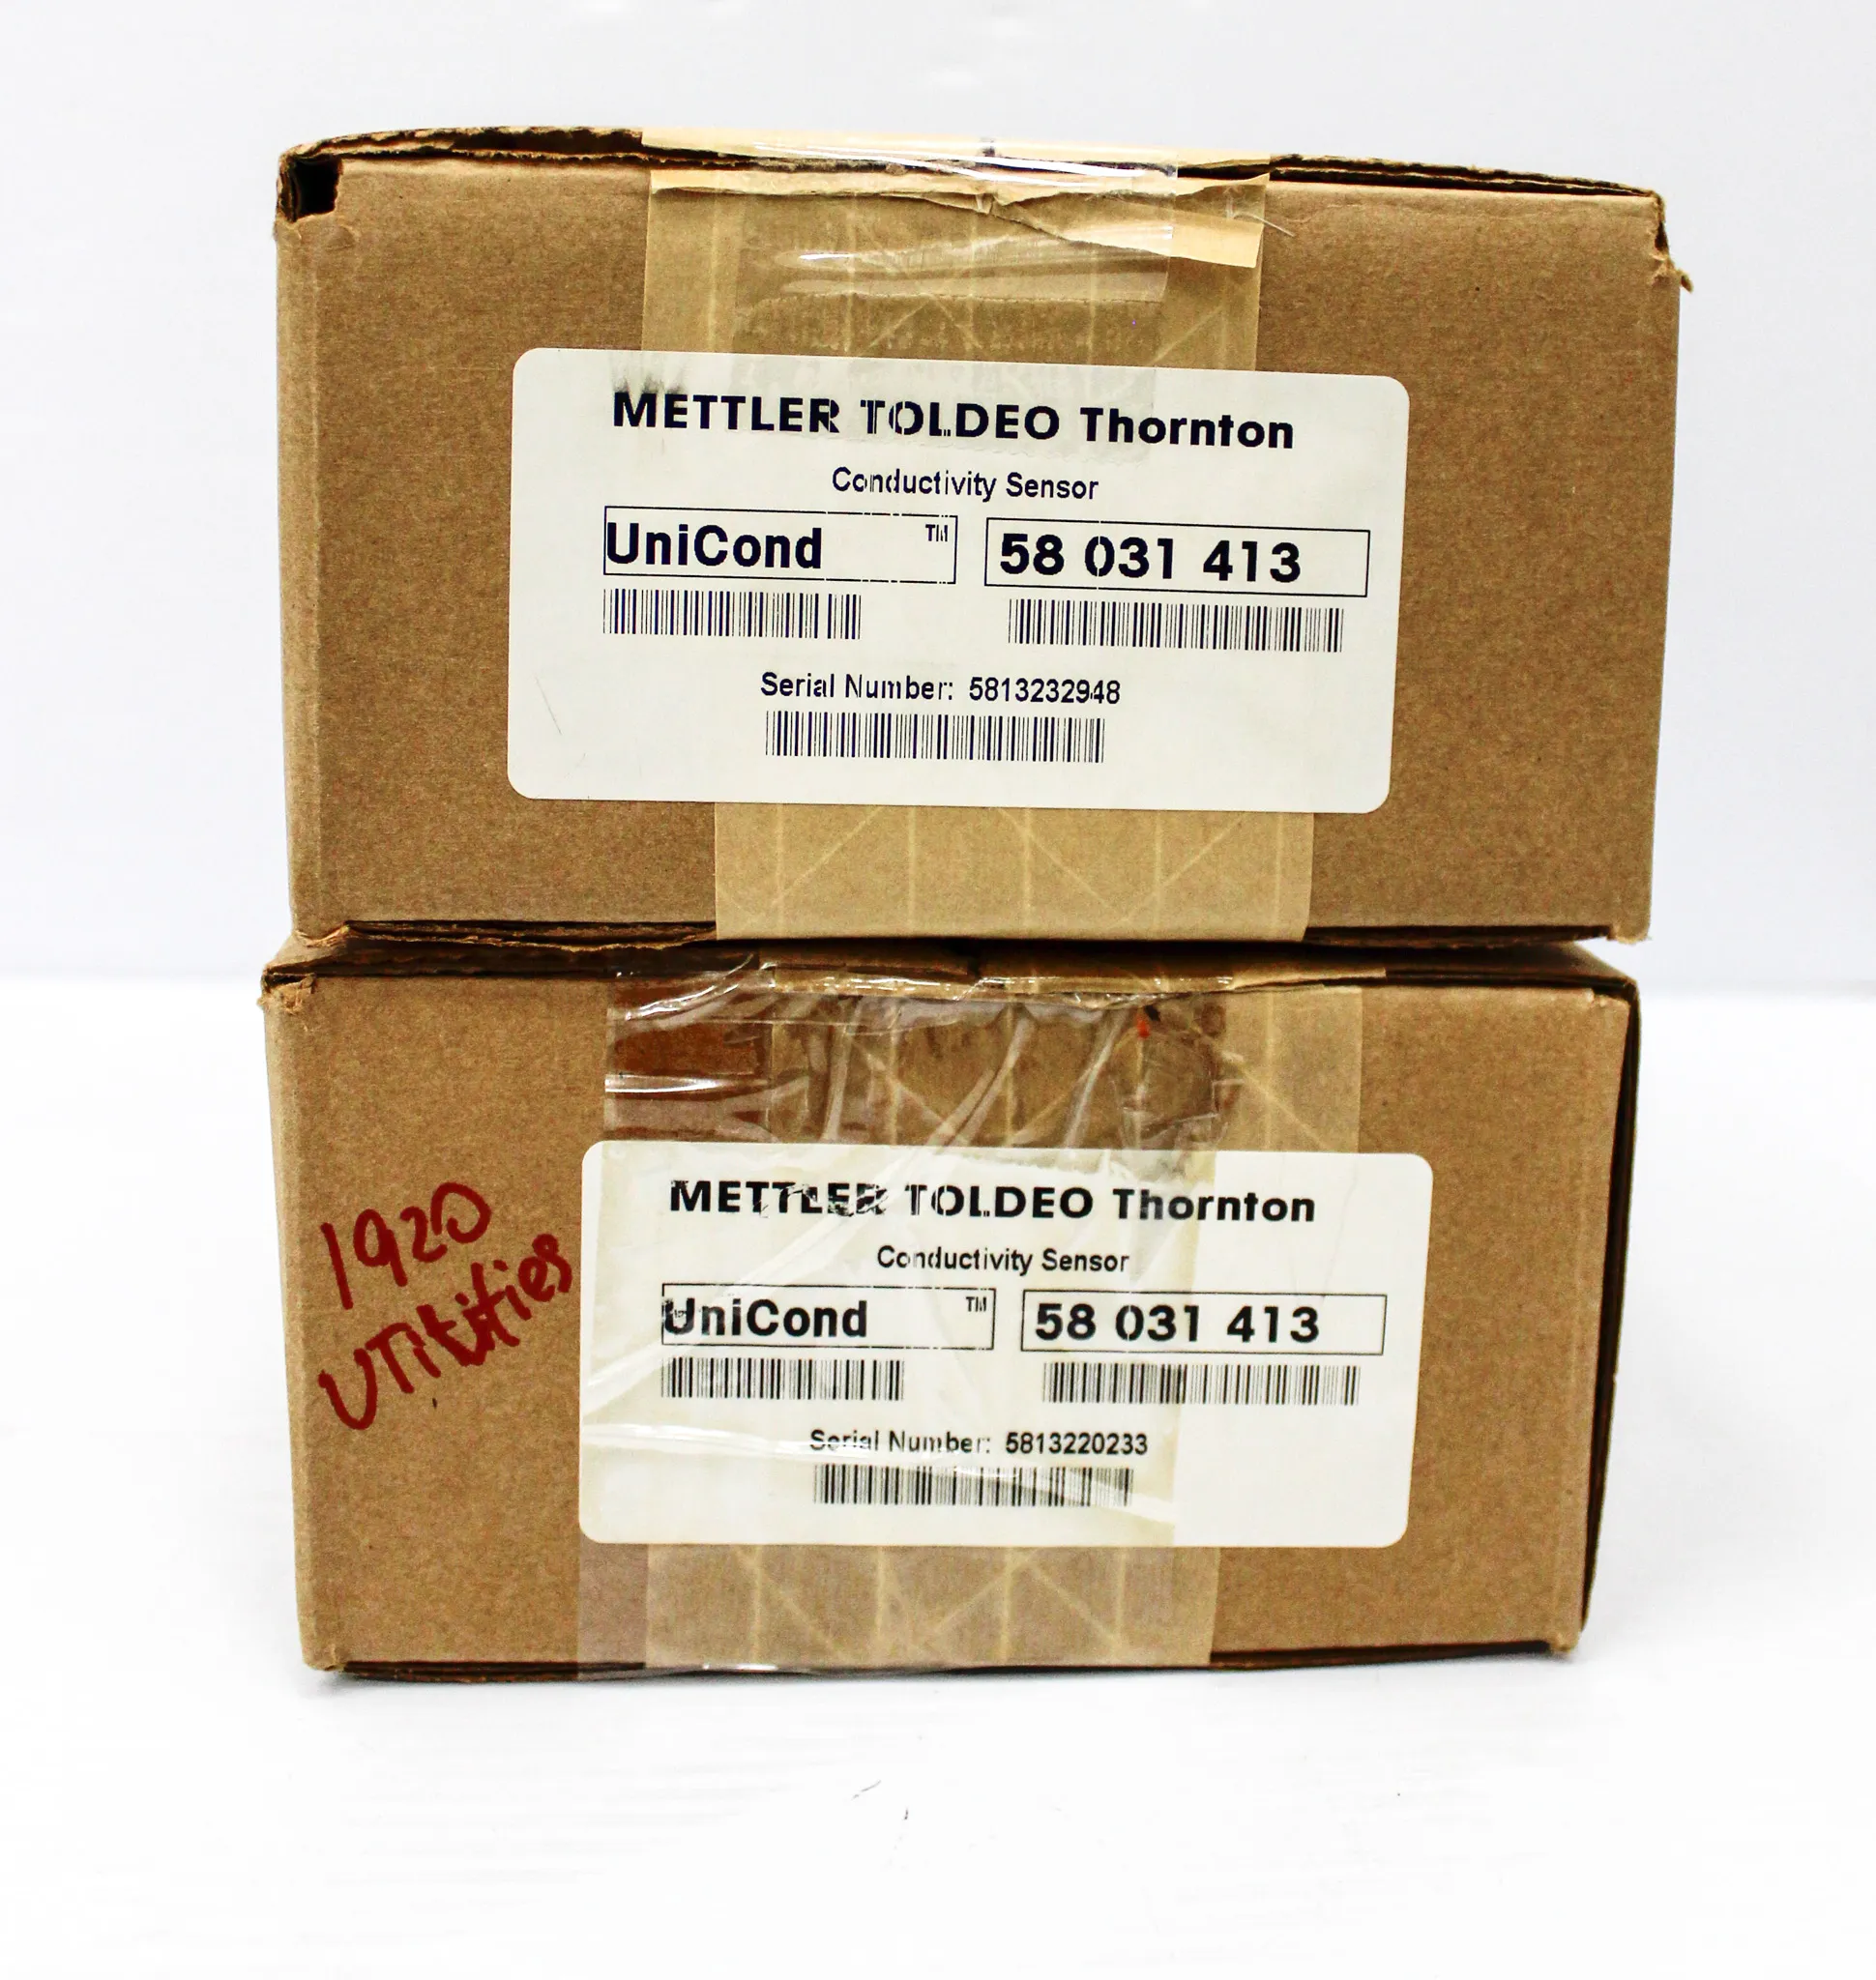 METTLER TOLDEO Thornton
Conductivity Sensor
UniCond ™ 58 031 413
Serial Number: 5813232948
METTLER TOLDEO Thornton
Conductivity Sensor
UniCond ™ 58 031 413
Serial Number: 5813220233
1920
UTilities